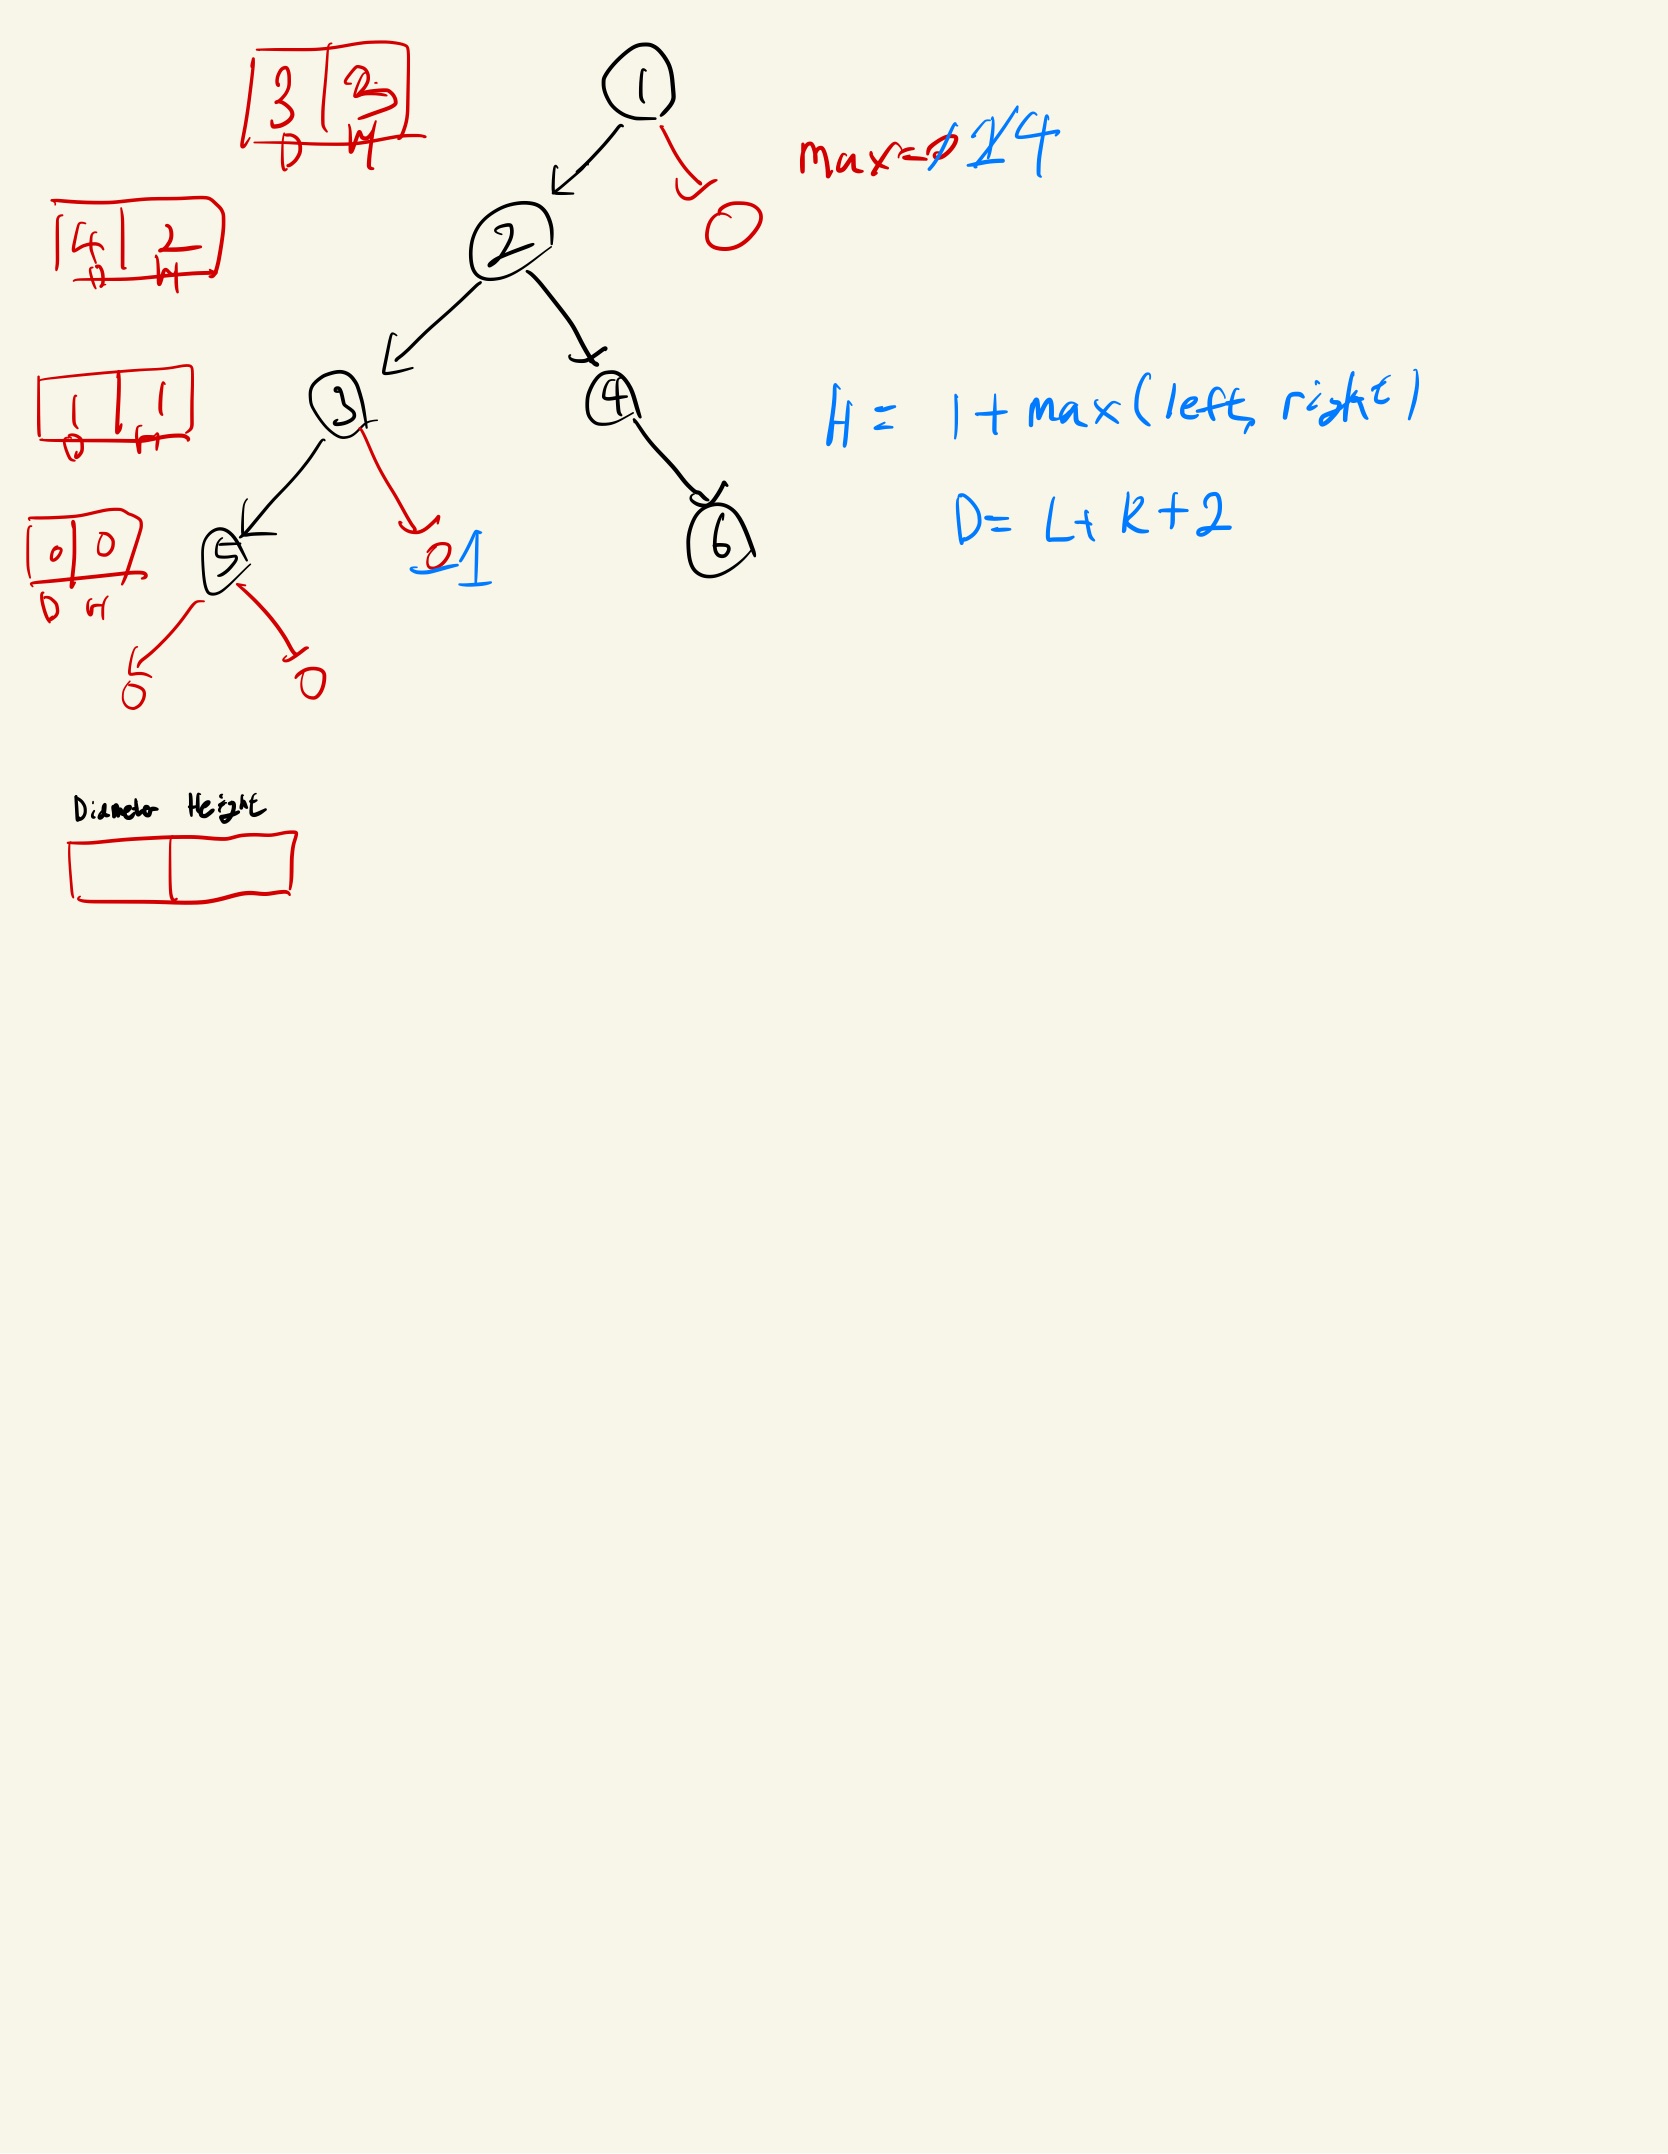 1
3 3
D H
max=0 1 4
2
0
4 2
D H
3
4
1 1
D H
H = 1 + max(left, right)
D = L + R + 2
5
0 -1
6
0 0
D H
0
0
Diameter Height